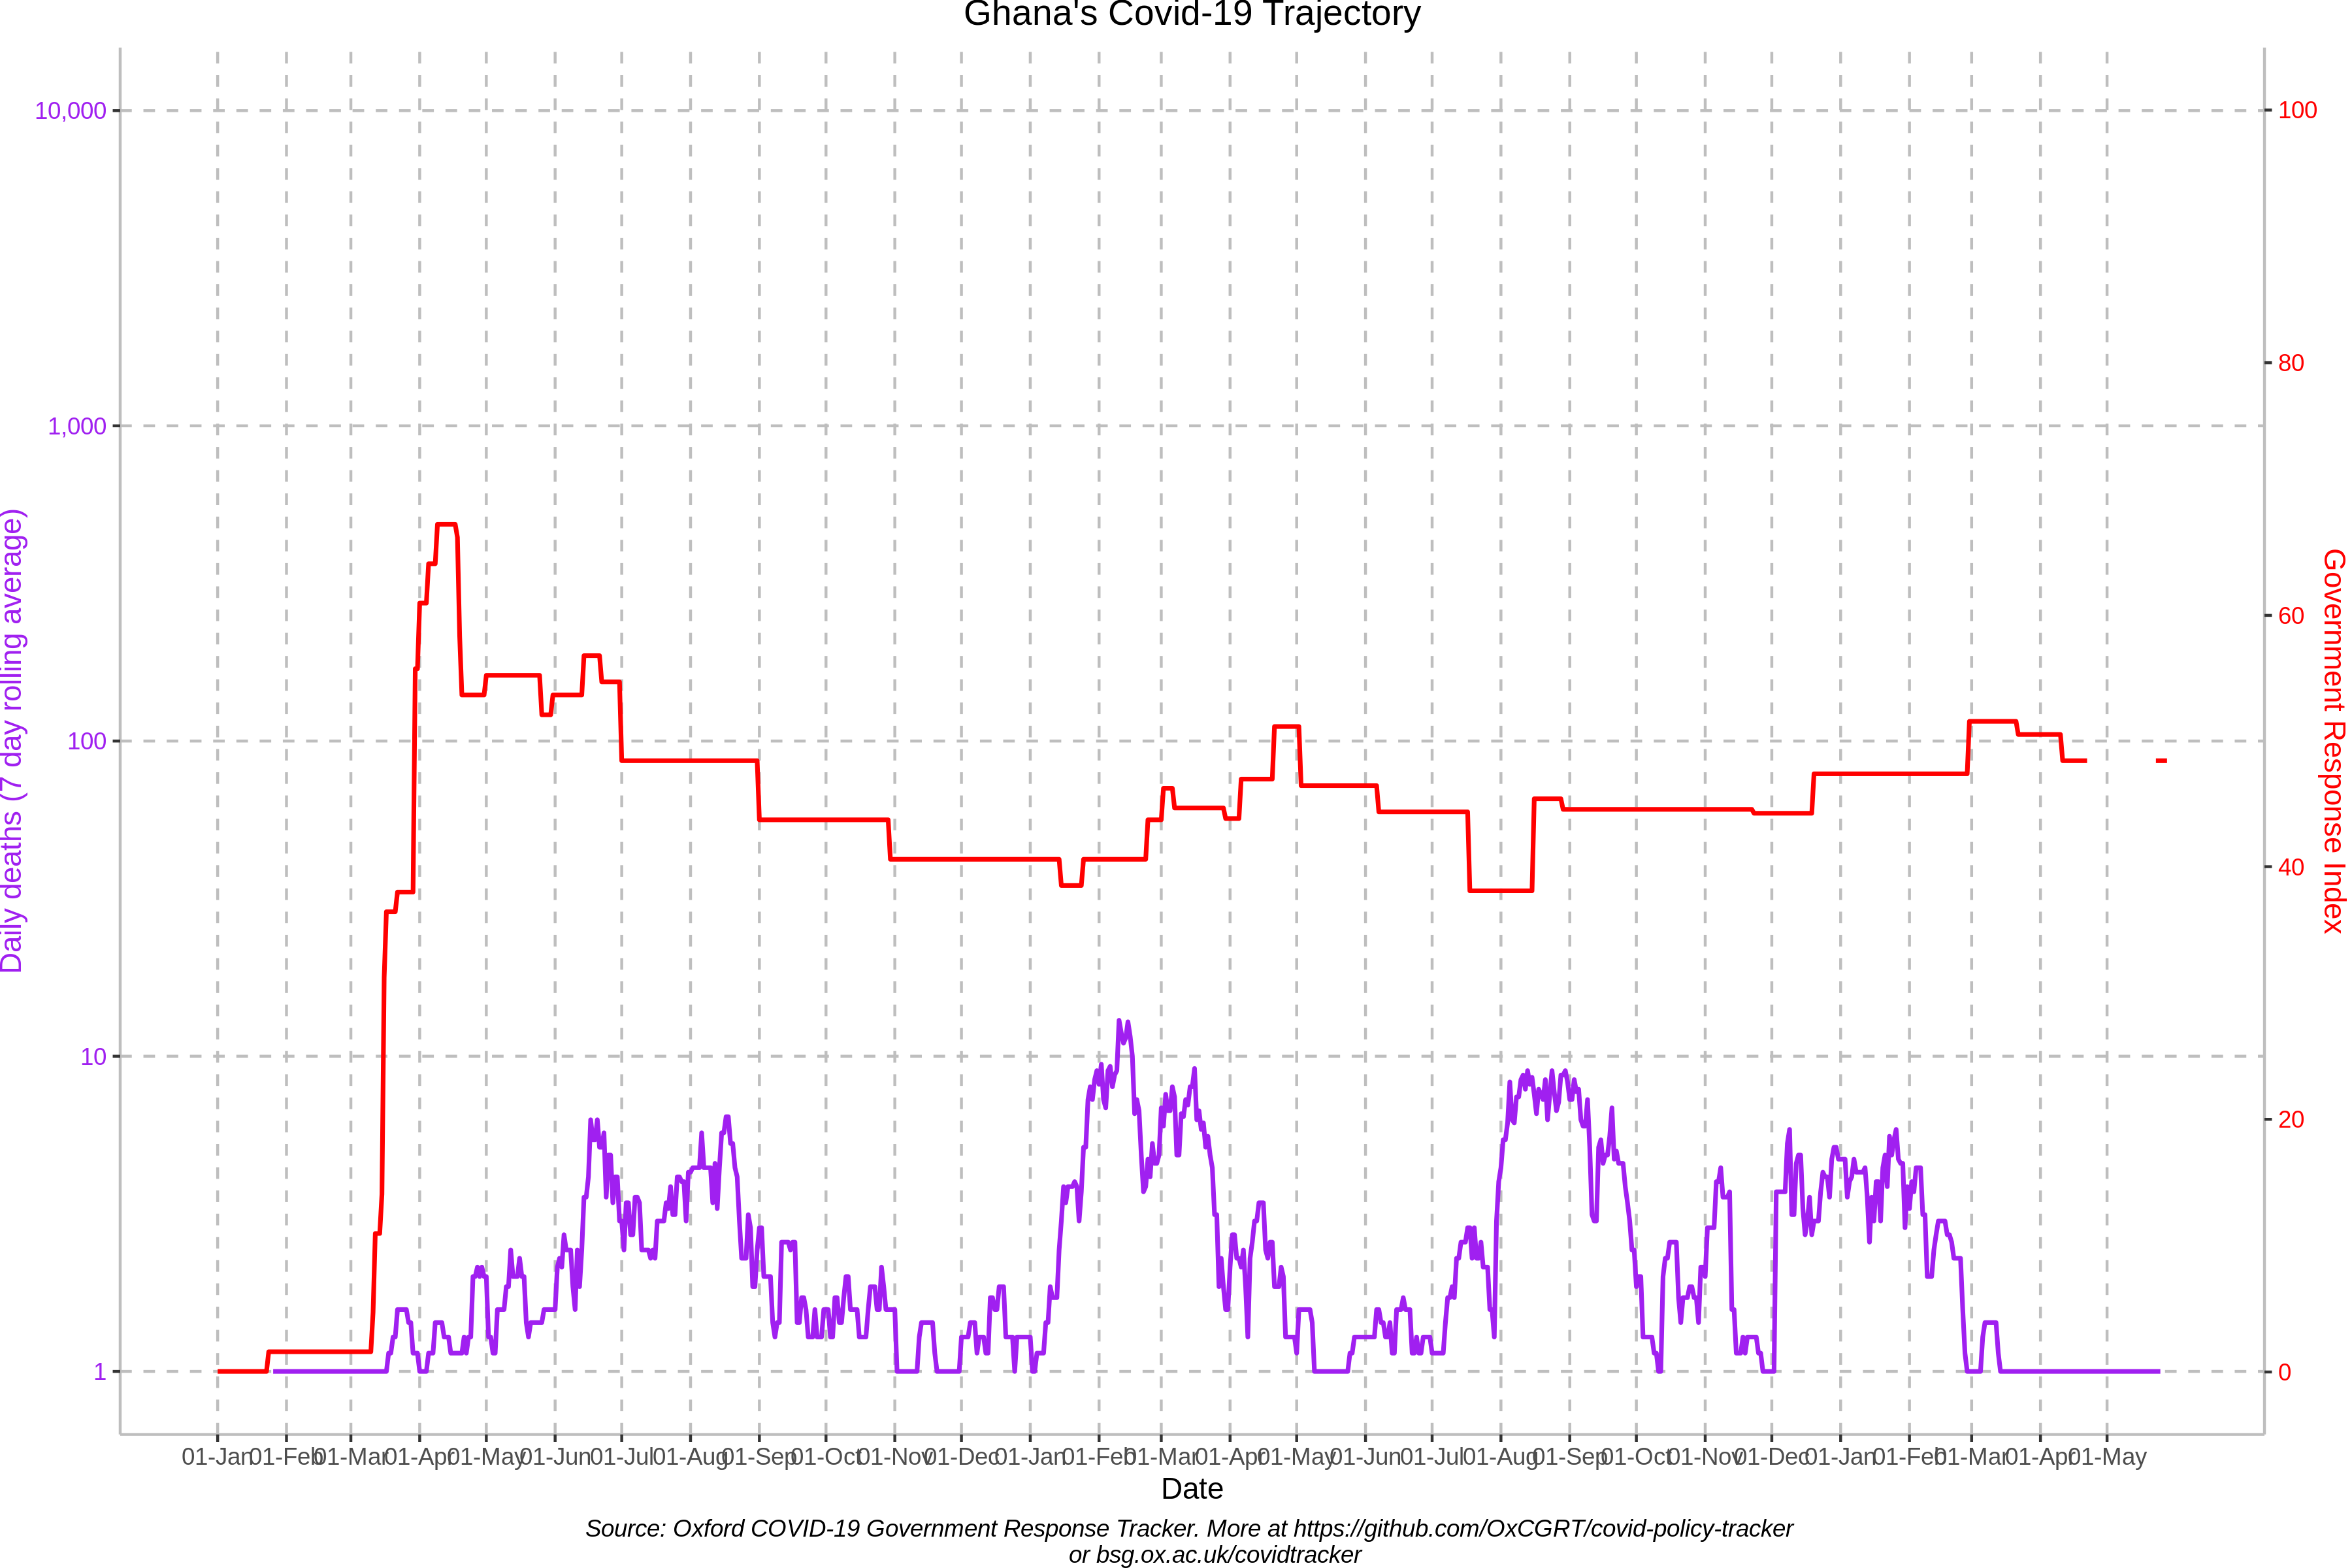 Ghana's Covid-19 Trajectory
10,000
1,000
100
10
1
Daily deaths (7 day rolling average)
100
80
60
40
20
0
Government Response Index
01-Jan 01-Feb 01-Mar 01-Apr 01-May 01-Jun 01-Jul 01-Aug 01-Sep 01-Oct 01-Nov 01-Dec 01-Jan 01-Feb 01-Mar 01-Apr 01-May 01-Jun 01-Jul 01-Aug 01-Sep 01-Oct 01-Nov 01-Dec 01-Jan 01-Feb 01-Mar 01-Apr 01-May
Date
Source: Oxford COVID-19 Government Response Tracker. More at https://github.com/OxCGRT/covid-policy-tracker
or bsg.ox.ac.uk/covidtracker